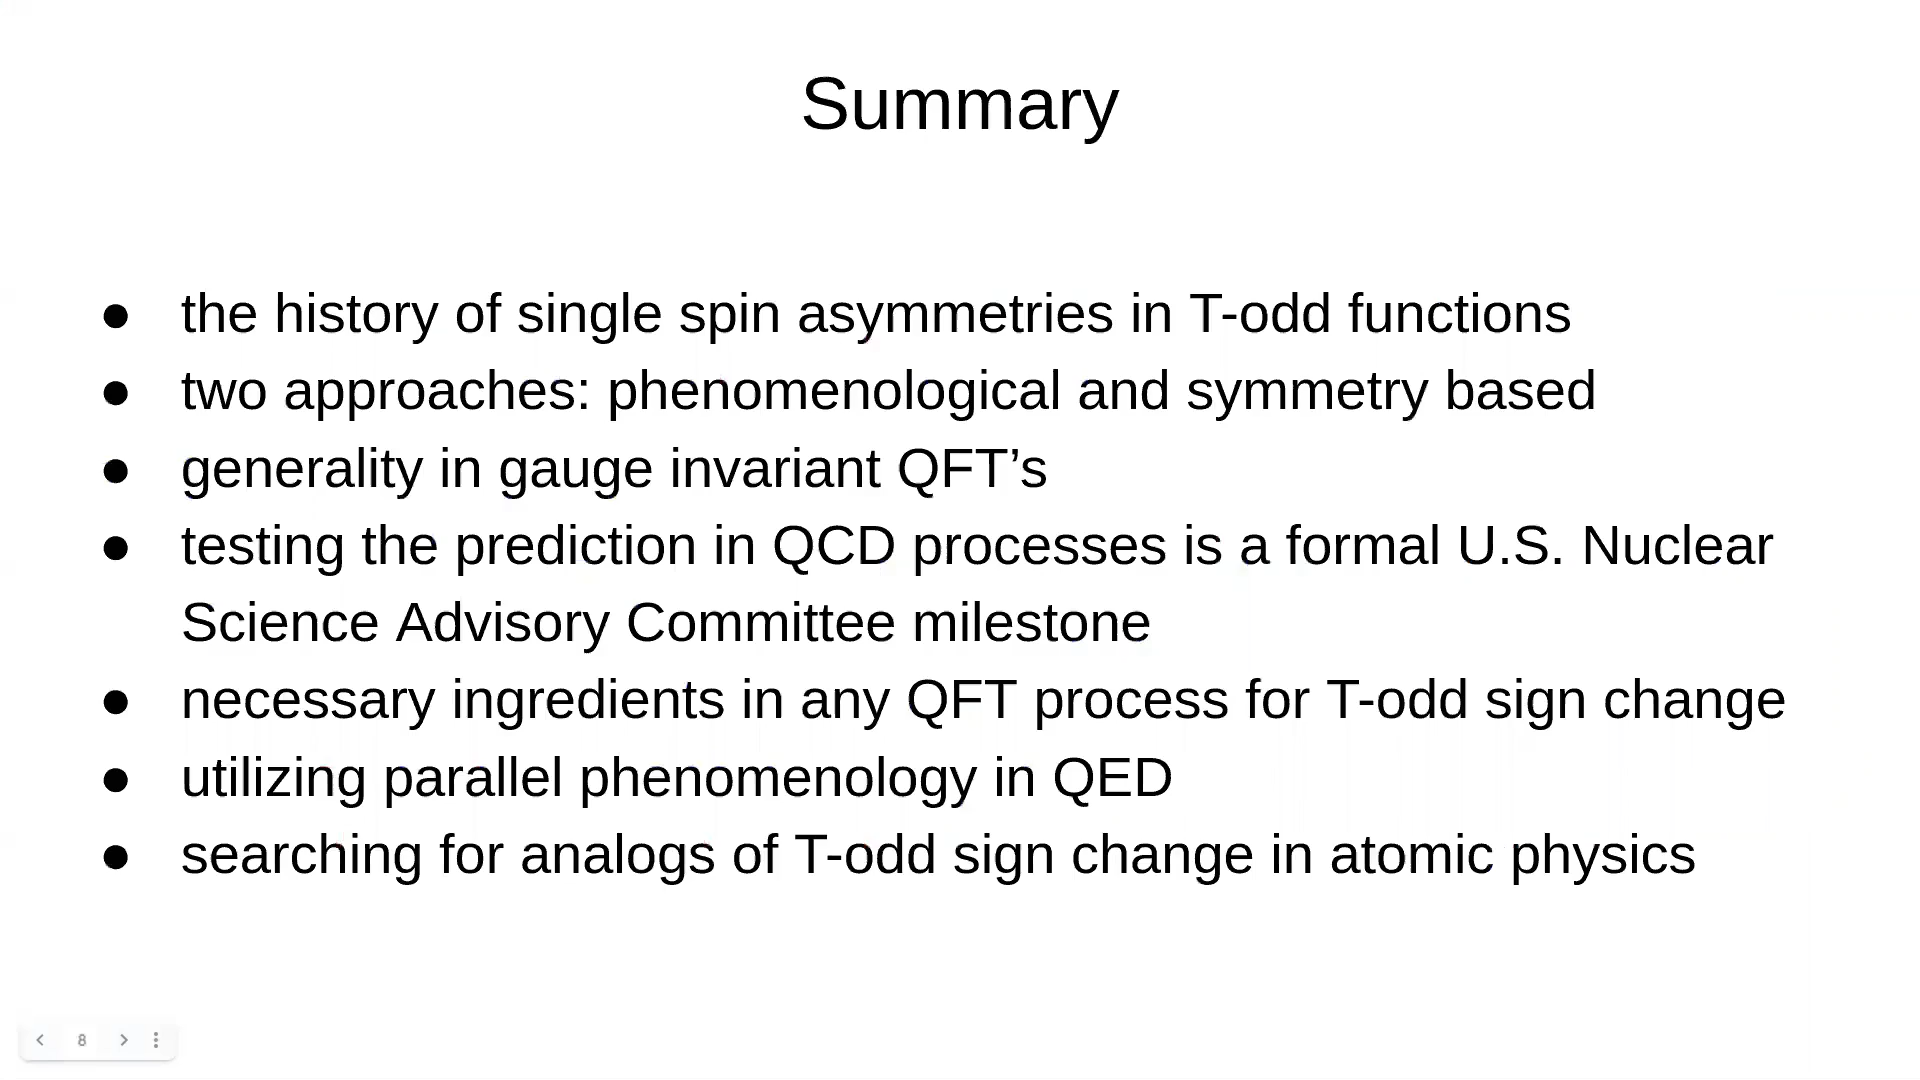 Summary
● the history of single spin asymmetries in T-odd functions
● two approaches: phenomenological and symmetry based
● generality in gauge invariant QFT’s
● testing the prediction in QCD processes is a formal U.S. Nuclear
Science Advisory Committee milestone
● necessary ingredients in any QFT process for T-odd sign change
● utilizing parallel phenomenology in QED
● searching for analogs of T-odd sign change in atomic physics
8